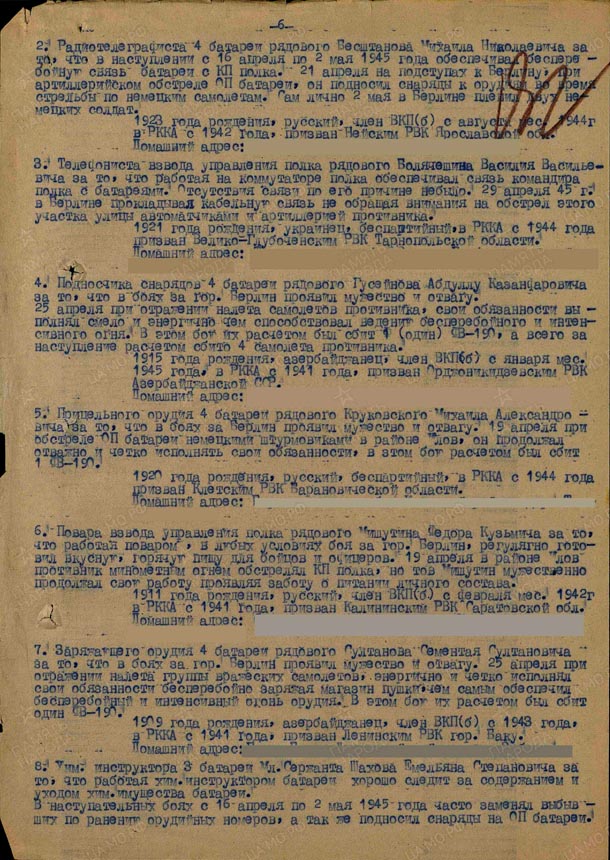 —6—
2. Радиотелеграфиста 4 батареи рядового Бесштанова Михаила Николаевича за
то, что в наступлении с 16 апреля по 2 мая 1945 года обеспечивал беспере-
бойную связь батареи с КП полка. 21 апреля на подступах к Берлину, при
артиллерийском обстреле ОП батареи, он подносил снаряды к орудию во время
стрельбы по немецким самолетам. Сам лично 2 мая в Берлине пленил двух не-
мецких солдат.
1923 года рождения, русский, член ВКП(б) с августа мес. 1944г
в РККА с 1942 года, призван Нейским РВК Ярославской обл.
Домашний адрес:
3. Телефониста взвода управления полка рядового Болячешина Василия Василье-
вича за то, что работая на коммутаторе полка обеспечивал связь командира
полка с батареями. Отсутствия связи по его причине небыло. 29 апреля 45 г.
в Берлине прокладывал кабельную связь не обращая внимания на обстрел этого
участка улицы автоматчиками и артиллерией противника.
1921 года рождения, украинец, беспартийный, в РККА с 1944 года
призван Велико-Глубоченским РВК Тарнопольской области.
Домашний адрес:
4. Подносчика снарядов 4 батареи рядового Гусейнова Абдуллу Казанфаровича
за то, что в боях за гор. Берлин проявил мужество и отвагу.
25 апреля при отражении налета самолетов противника, свои обязанности вы-
полнял смело и энергично чем способствовал ведению бесперебойного и интен-
сивного огня. В этом бою их расчетом был сбит 1 (один) ФВ-190, а всего за
наступление расчетом сбито 4 самолета противника.
1915 года рождения, азербайджанец, член ВКП(б) с января мес.
1945 года, в РККА с 1941 года, призван Орджоникидзевским РВК
Азербайджанской ССР.
Домашний адрес:
5. Прицельного орудия 4 батареи рядового Круковского Михаила Александро-
вича за то, что в боях за Берлин проявил мужество и отвагу. 19 апреля при
обстреле ОП батареи немецкими штурмовиками в районе Илов, он продолжал
отважно и четко исполнять свои обязанности, в этом бою расчетом был сбит
1 ФВ-190.
1920 года рождения, русский, беспартийный, в РККА с 1944 года
призван Клетским РВК Барановической области.
Домашний адрес:
6. Повара взвода управления полка рядового Мишутина Федора Кузьмича за то,
что работая поваром, в любых условиях боя за гор. Берлин, регулягно гото-
вил вкусную, горячую пищу для бойцов и офицеров. 19 апреля в районе Илов
противник минометным огнем обстрелял КП полка, но тов Мишутин мужественно
продолжал свою работу проявляя заботу о питании личного состава.
1911 года рождения, русский, член ВКП(б) с февраля мес. 1942г
в РККА с 1941 года, призван Калининским РВК Саратовской обл.
Домашний адрес:
7. Заряжающего орудия 4 батареи рядового Султанова Сементая Султановича
за то, что в боях за гор. Берлин проявил мужество и отвагу. 25 апреля при
отражении налета группы вражеских самолетов, энергично и четко исполнял
свои обязанности бесперебойно заряжая магазин пушки, чем самым обеспечил
бесперебойный и интенсивный огонь орудия. В этом бою их расчетом был сбит
один ФВ-190.
1909 года рождения, азербайджанец, член ВКП(б) с 1943 года,
в РККА с 1941 года, призван Ленинским РВК гор. Баку.
Домашний адрес:
8. Хим. инструктора 3 батареи Мл. Сержанта Шахова Емельяна Степановича за
то, что работая хим.инструктором батареи хорошо следит за содержанием и
уходом хим.имущества батареи.
В наступательных боях с 16 апреля по 2 мая 1945 года часто заменял выбыв-
ших по ранению орудийных номеров, а так же подносил снаряды на ОП батареи.